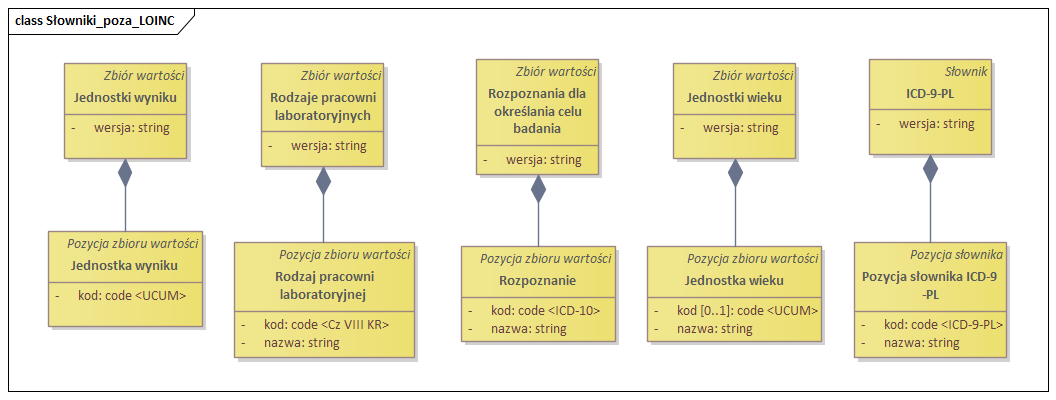 class Słowniki_poza_LOINC
Zbiór wartości
Jednostki wyniku
- wersja: string
Zbiór wartości
Rodzaje pracowni
laboratoryjnych
- wersja: string
Zbiór wartości
Rozpoznania dla
określania celu
badania
- wersja: string
Zbiór wartości
Jednostki wieku
- wersja: string
Słownik
ICD-9-PL
- wersja: string
Pozycja zbioru wartości
Jednostka wyniku
- kod: code <UCUM>
Pozycja zbioru wartości
Rodzaj pracowni
laboratoryjnej
- kod: code <Cz VIII KR>
- nazwa: string
Pozycja zbioru wartości
Rozpoznanie
- kod: code <ICD-10>
- nazwa: string
Pozycja zbioru wartości
Jednostka wieku
- kod [0..1]: code <UCUM>
- nazwa: string
Pozycja słownika
Pozycja słownika ICD-9
-PL
- kod: code <ICD-9-PL>
- nazwa: string